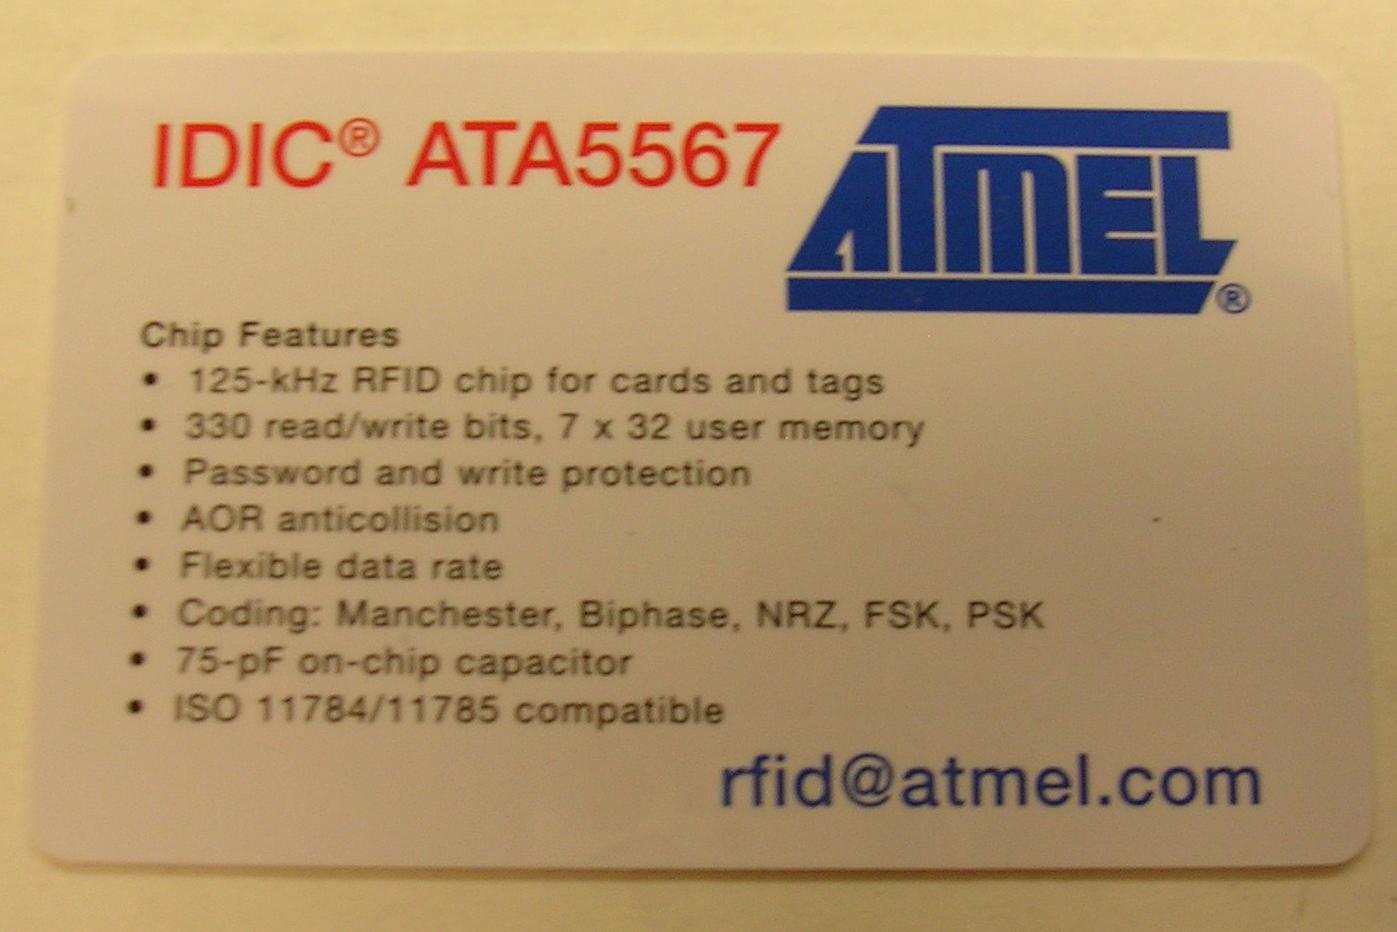 IDIC® ATA5567
ATMEL®
Chip Features
• 125-kHz RFID chip for cards and tags
• 330 read/write bits, 7 x 32 user memory
• Password and write protection
• AOR anticollision
• Flexible data rate
• Coding: Manchester, Biphase, NRZ, FSK, PSK
• 75-pF on-chip capacitor
• ISO 11784/11785 compatible
rfid@atmel.com